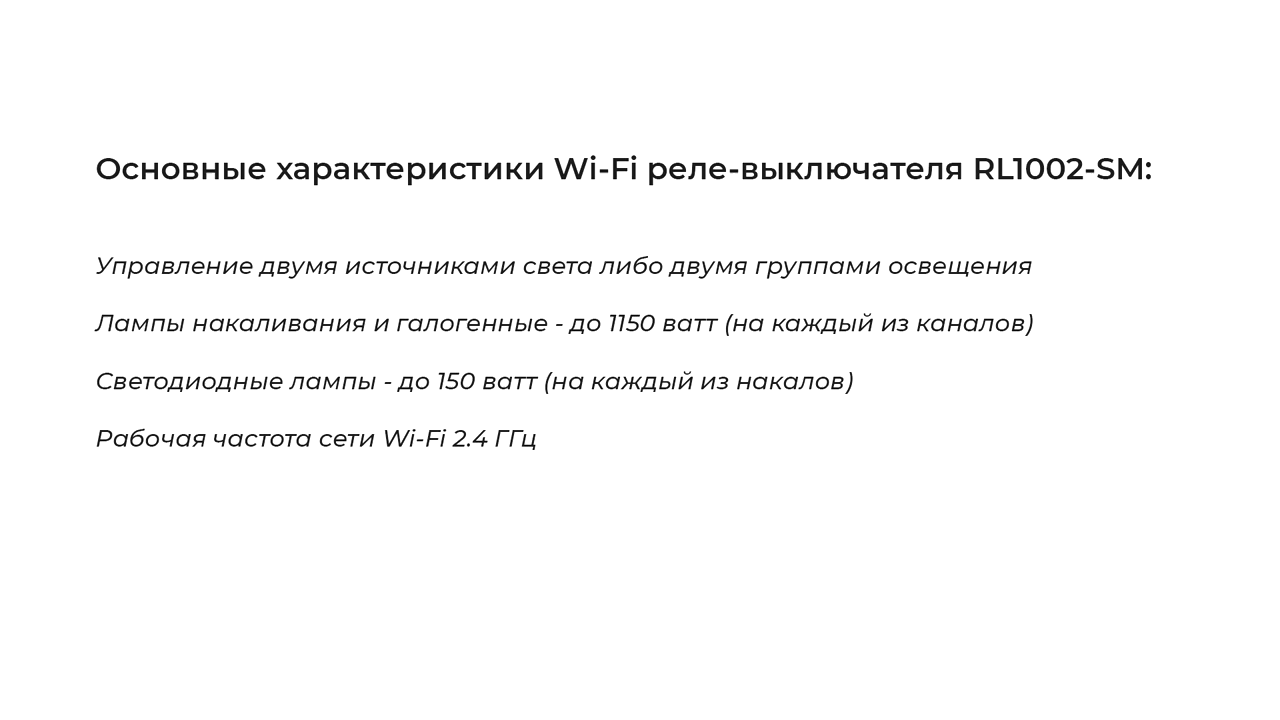 Основные характеристики Wi-Fi реле-выключателя RL1002-SM:
Управление двумя источниками света либо двумя группами освещения
Лампы накаливания и галогенные - до 1150 ватт (на каждый из каналов)
Светодиодные лампы - до 150 ватт (на каждый из накалов)
Рабочая частота сети Wi-Fi 2.4 ГГц